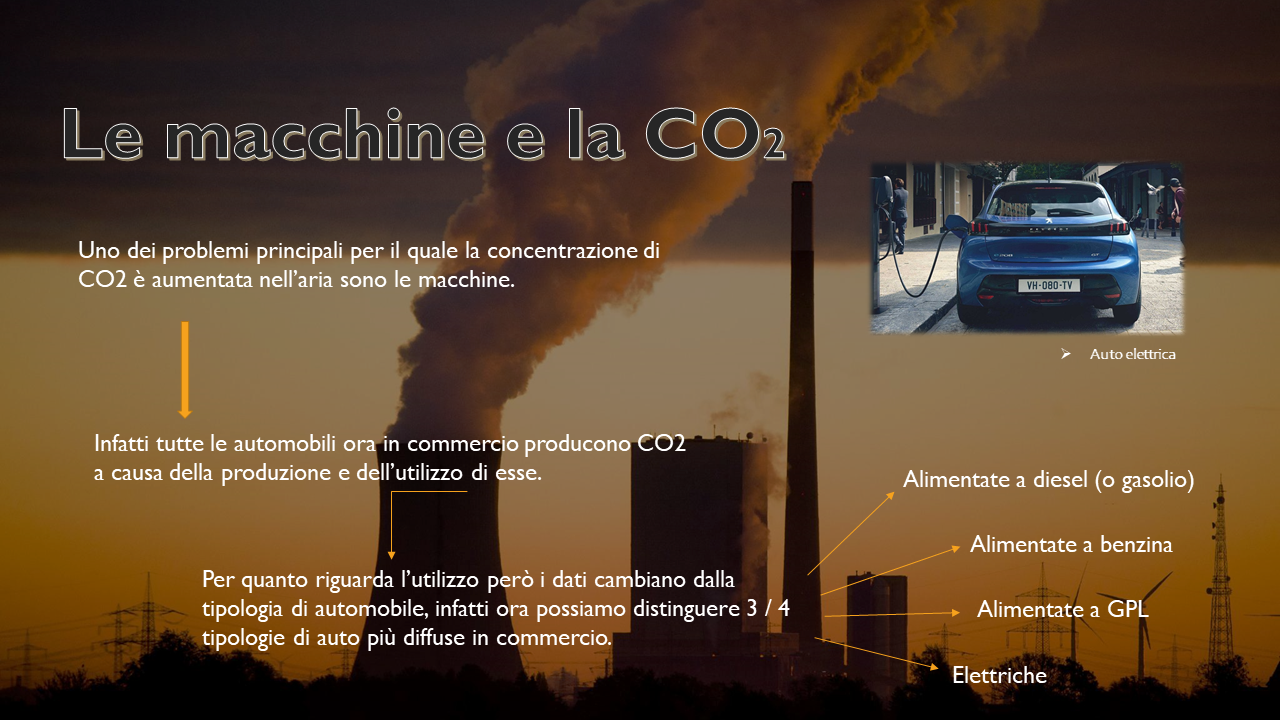 Le macchine e la CO2
Uno dei problemi principali per il quale la concentrazione di
CO2 è aumentata nell'aria sono le macchine.
VH-080-TV
Auto elettrica
Infatti tutte le automobili ora in commercio producono CO2
a causa della produzione e dell'utilizzo di esse.
Per quanto riguarda l'utilizzo però i dati cambiano dalla
tipologia di automobile, infatti ora possiamo distinguere 3 / 4
tipologie di auto più diffuse in commercio.
Alimentate a diesel (o gasolio)
Alimentate a benzina
Alimentate a GPL
Elettriche